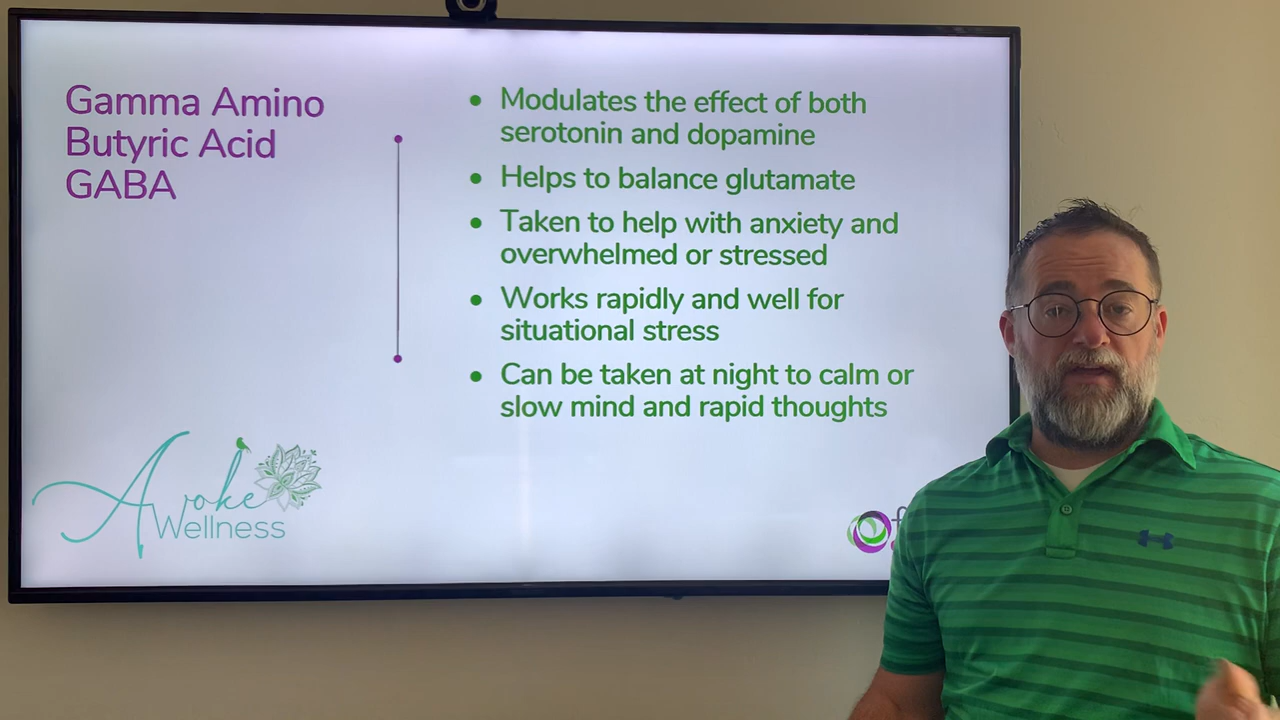 Gamma Amino
Butyric Acid
GABA
• Modulates the effect of both
serotonin and dopamine
• Helps to balance glutamate
• Taken to help with anxiety and
overwhelmed or stressed
• Works rapidly and well for
situational stress
• Can be taken at night to calm or
slow mind and rapid thoughts
Awoke
Wellness